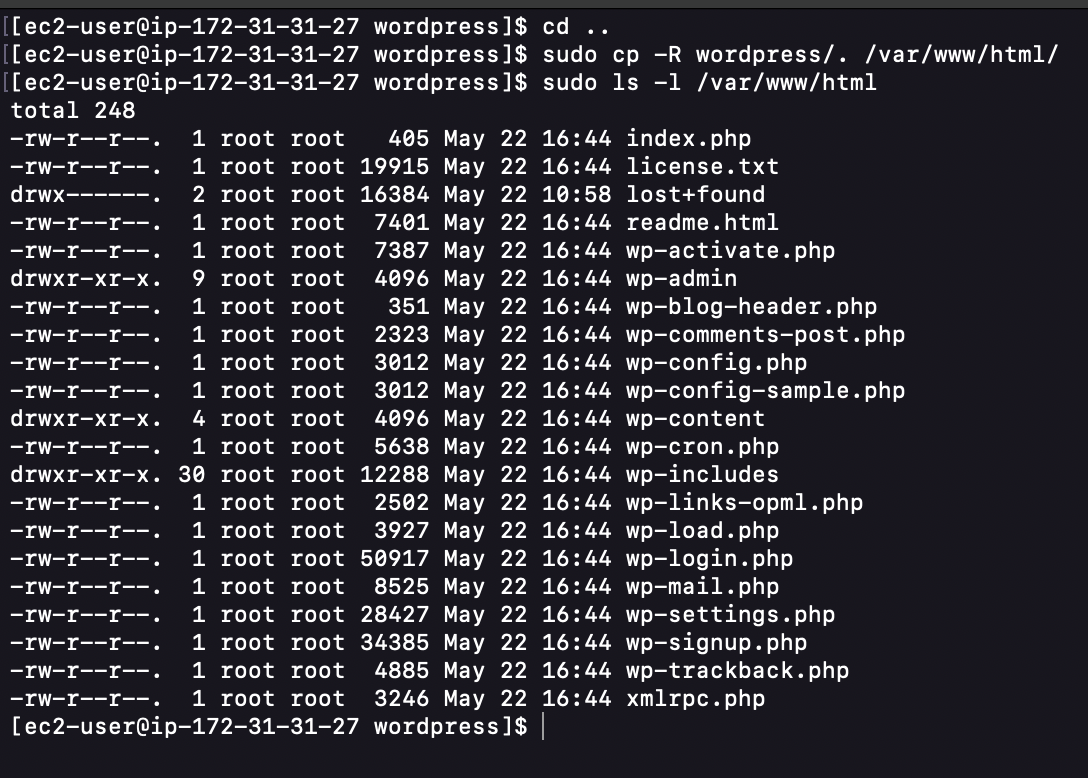 [[ec2-user@ip-172-31-31-27 wordpress]$ cd ..
[[ec2-user@ip-172-31-31-27 wordpress]$ sudo cp -R wordpress/. /var/www/html/
[[ec2-user@ip-172-31-31-27 wordpress]$ sudo ls -l /var/www/html
total 248
-rw-r--r--.  1 root root   405 May 22 16:44 index.php
-rw-r--r--.  1 root root 19915 May 22 16:44 license.txt
drwx------.  2 root root 16384 May 22 10:58 lost+found
-rw-r--r--.  1 root root  7401 May 22 16:44 readme.html
-rw-r--r--.  1 root root  7387 May 22 16:44 wp-activate.php
drwxr-xr-x.  9 root root  4096 May 22 16:44 wp-admin
-rw-r--r--.  1 root root   351 May 22 16:44 wp-blog-header.php
-rw-r--r--.  1 root root  2323 May 22 16:44 wp-comments-post.php
-rw-r--r--.  1 root root  3012 May 22 16:44 wp-config.php
-rw-r--r--.  1 root root  3012 May 22 16:44 wp-config-sample.php
drwxr-xr-x.  4 root root  4096 May 22 16:44 wp-content
-rw-r--r--.  1 root root  5638 May 22 16:44 wp-cron.php
drwxr-xr-x. 30 root root 12288 May 22 16:44 wp-includes
-rw-r--r--.  1 root root  2502 May 22 16:44 wp-links-opml.php
-rw-r--r--.  1 root root  3927 May 22 16:44 wp-load.php
-rw-r--r--.  1 root root 50917 May 22 16:44 wp-login.php
-rw-r--r--.  1 root root  8525 May 22 16:44 wp-mail.php
-rw-r--r--.  1 root root 28427 May 22 16:44 wp-settings.php
-rw-r--r--.  1 root root 34385 May 22 16:44 wp-signup.php
-rw-r--r--.  1 root root  4885 May 22 16:44 wp-trackback.php
-rw-r--r--.  1 root root  3246 May 22 16:44 xmlrpc.php
[ec2-user@ip-172-31-31-27 wordpress]$